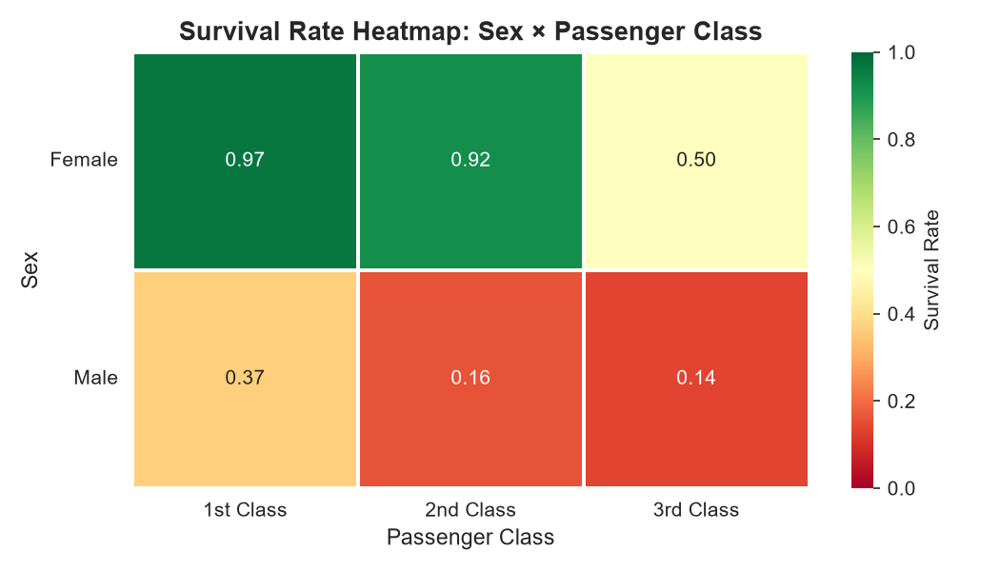 Survival Rate Heatmap: Sex × Passenger Class
Female
0.97
0.92
0.50
Male
0.37
0.16
0.14
1st Class
2nd Class
3rd Class
Passenger Class
Sex
1.0
0.8
0.6
0.4
0.2
0.0
Survival Rate